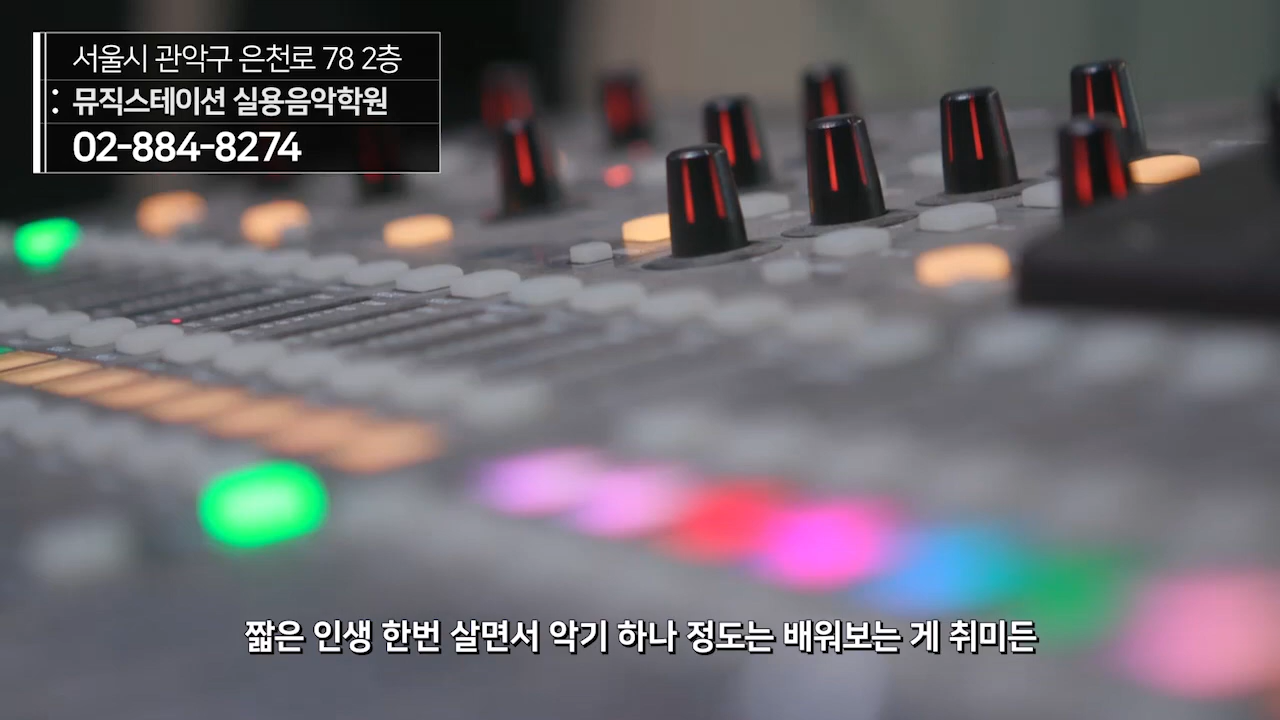 서울시 관악구 은천로 78 2층
: 뮤직스테이션 실용음악학원
02-884-8274
짧은 인생 한번 살면서 악기 하나 정도는 배워보는 게 취미든